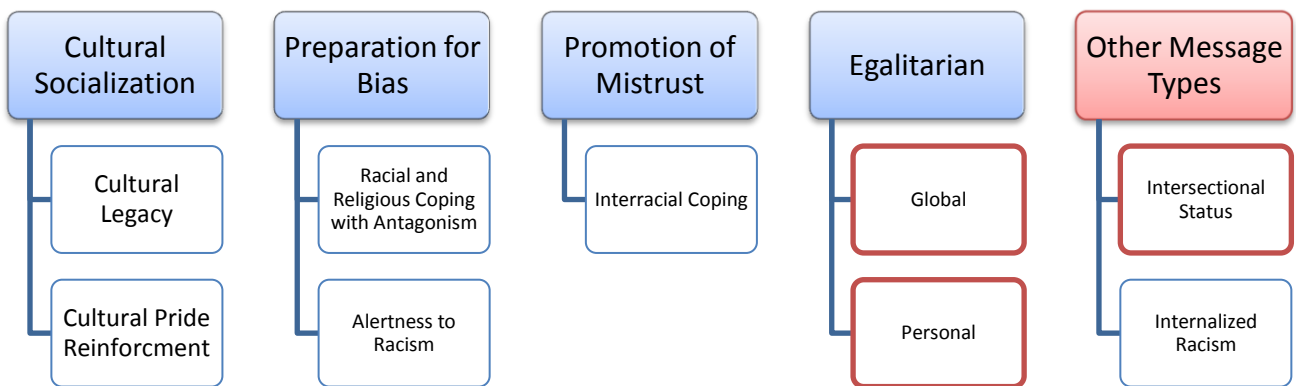 Cultural
Socialization
Cultural
Legacy
Cultural Pride
Reinforcment
Preparation for
Bias
Racial and
Religious Coping
with Antagonism
Alertness to
Racism
Promotion of
Mistrust
Interracial Coping
Egalitarian
Global
Personal
Other Message
Types
Intersectional
Status
Internalized
Racism